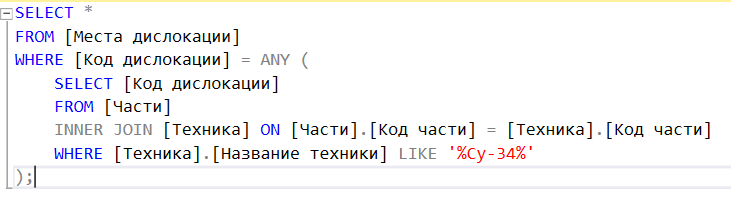 SELECT *
FROM [Места дислокации]
WHERE [Код дислокации] = ANY (
    SELECT [Код дислокации]
    FROM [Части]
    INNER JOIN [Техника] ON [Части].[Код части] = [Техника].[Код части]
    WHERE [Техника].[Название техники] LIKE '%Су-34%'
);